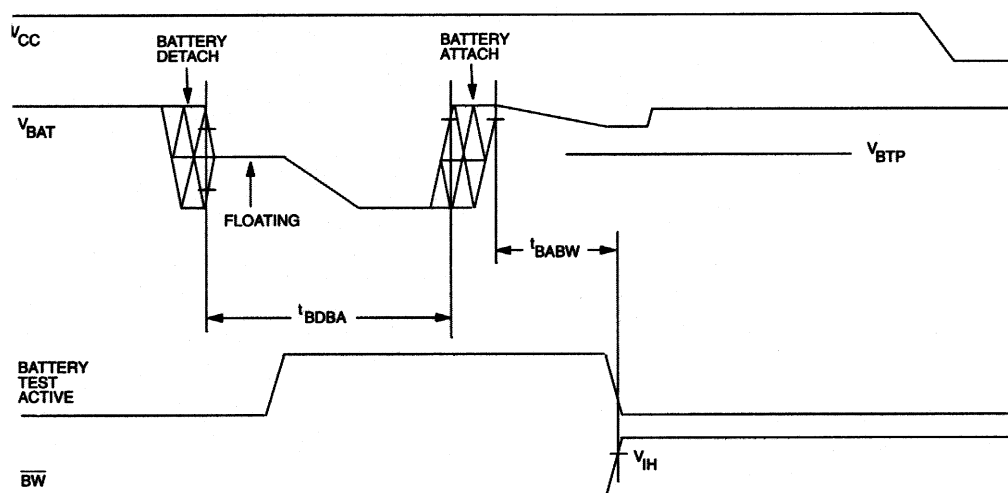 VCC
BATTERY
DETACH
BATTERY
ATTACH
VBAT
VBTP
FLOATING
tBABW
tBDBA
BATTERY
TEST
ACTIVE
VIH
BW